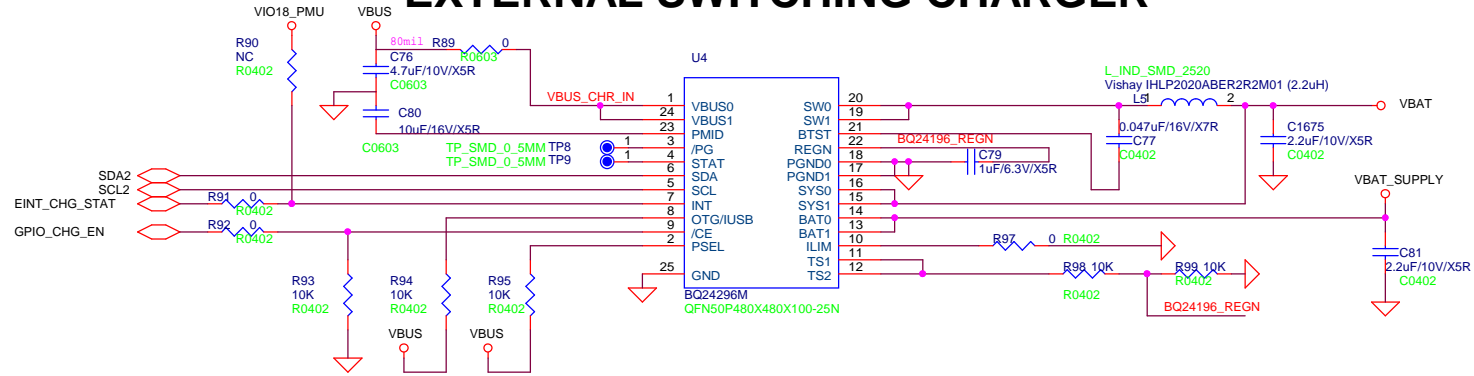 EXTERNAL SWITCHING CHARGER
VIO18_PMU
VBUS
R90
NC
R0402
80mil
R89
0
R0603
C76
4.7uF/10V/X5R
C0603
C80
10uF/16V/X5R
C0603
VBUS_CHR_IN
TP_SMD_0_5MM TP8
TP_SMD_0_5MM TP9
1
1
SDA2
SCL2
EINT_CHG_STAT
GPIO_CHG_EN
R91
0
R0402
R92
0
R0402
R93
10K
R0402
R94
10K
R0402
R95
10K
R0402
VBUS
VBUS
U4
1 VBUS0
24 VBUS1
23 PMID
3 /PG
4 STAT
6 SDA
5 SCL
7 INT
8 OTG/IUSB
9 /CE
2 PSEL
25 GND
SW0 20
SW1 19
BTST 21
REGN 22
PGND0 18
PGND1 17
SYS0 16
SYS1 15
BAT0 14
BAT1 13
ILIM 10
TS1 11
TS2 12
BQ24296M
QFN50P480X480X100-25N
L_IND_SMD_2520
Vishay IHLP2020ABER2R2M01 (2.2uH)
L5
1
2
VBAT
0.047uF/16V/X7R
C77
C0402
C1675
2.2uF/10V/X5R
C0402
BQ24196_REGN
C79
1uF/6.3V/X5R
VBAT_SUPPLY
C81
2.2uF/10V/X5R
C0402
R97
0
R0402
R98 10K
R0402
R99 10K
R0402
BQ24196_REGN